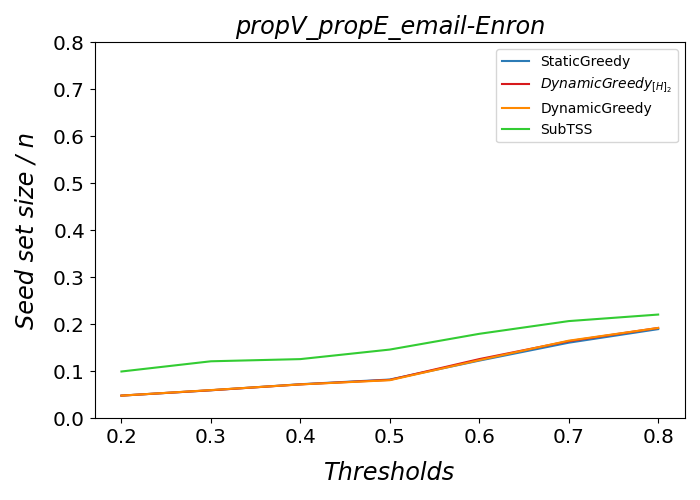 propV_propE_email-Enron
0.8
0.7
0.6
0.5
0.4
0.3
0.2
0.1
0.0
Seed set size / n
StaticGreedy
DynamicGreedy[H]₂
DynamicGreedy
SubTSS
0.2 0.3 0.4 0.5 0.6 0.7 0.8
Thresholds